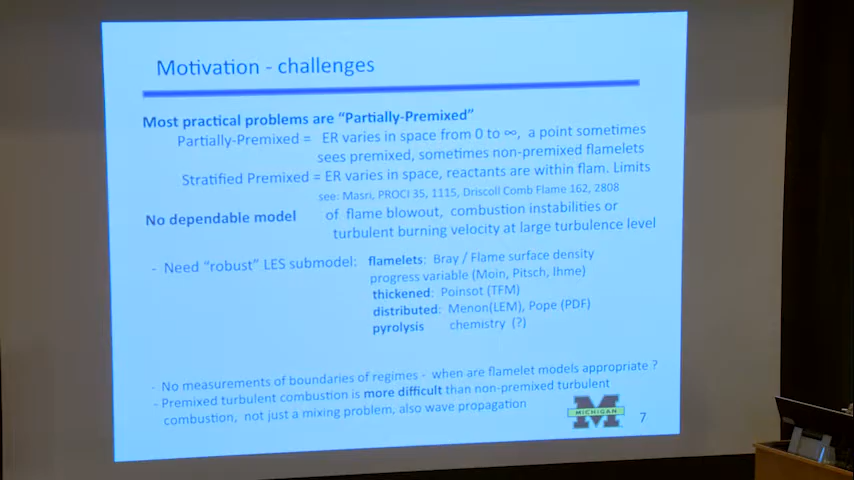 Motivation - challenges
Most practical problems are "Partially-Premixed"
Partially-Premixed = ER varies in space from 0 to ∞, a point sometimes
sees premixed, sometimes non-premixed flamelets
Stratified Premixed = ER varies in space, reactants are within flam. Limits
see: Masri, PROCI 35, 1115, Driscoll Comb Flame 162, 2808
No dependable model of flame blowout, combustion instabilities or
turbulent burning velocity at large turbulence level
- Need "robust" LES submodel: flamelets: Bray / Flame surface density
progress variable (Moin, Pitsch, Ihme)
thickened: Poinsot (TFM)
distributed: Menon(LEM), Pope (PDF)
pyrolysis chemistry (?)
- No measurements of boundaries of regimes - when are flamelet models appropriate ?
- Premixed turbulent combustion is more difficult than non-premixed turbulent
combustion, not just a mixing problem, also wave propagation
MICHIGAN
7